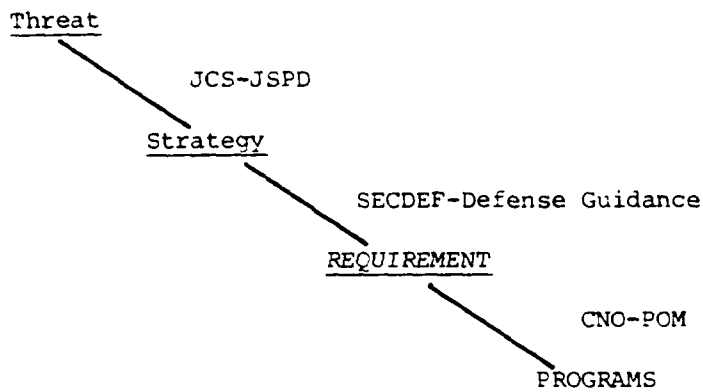 Threat
JCS-JSPD
Strategy
SECDEF-Defense Guidance
REQUIREMENT
CNO-POM
PROGRAMS